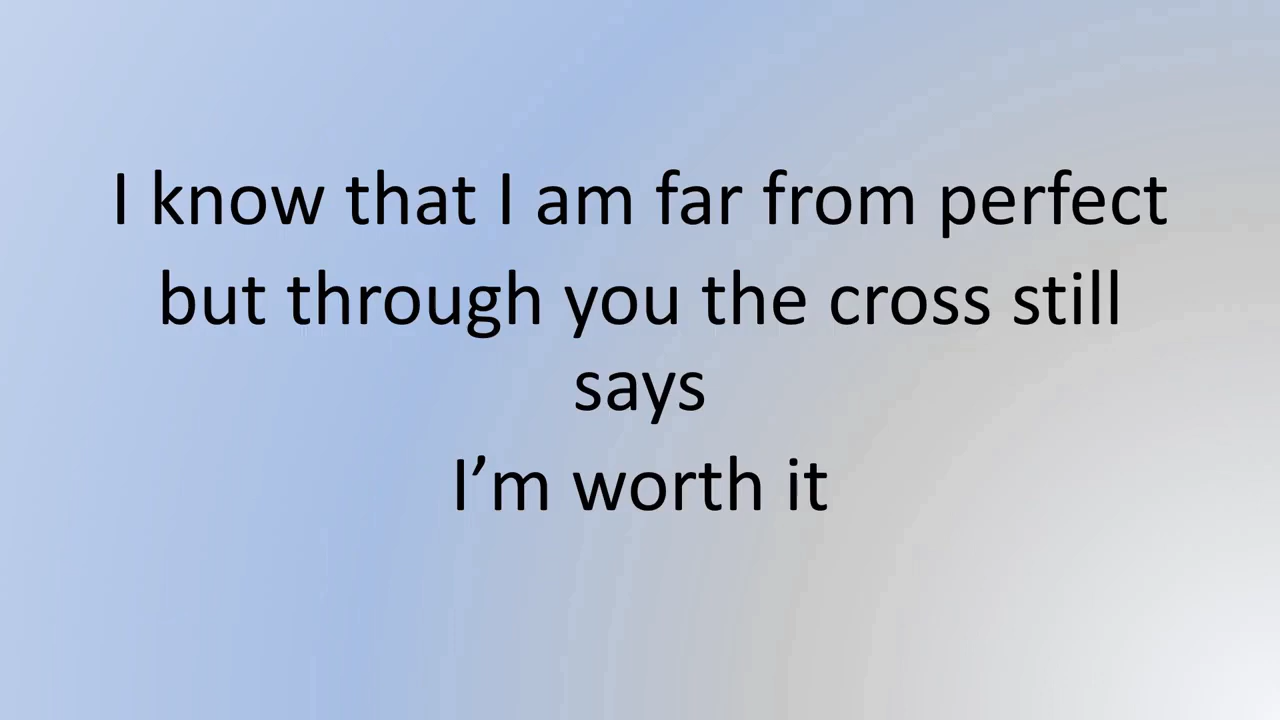 I know that I am far from perfect
but through you the cross still
says
I’m worth it